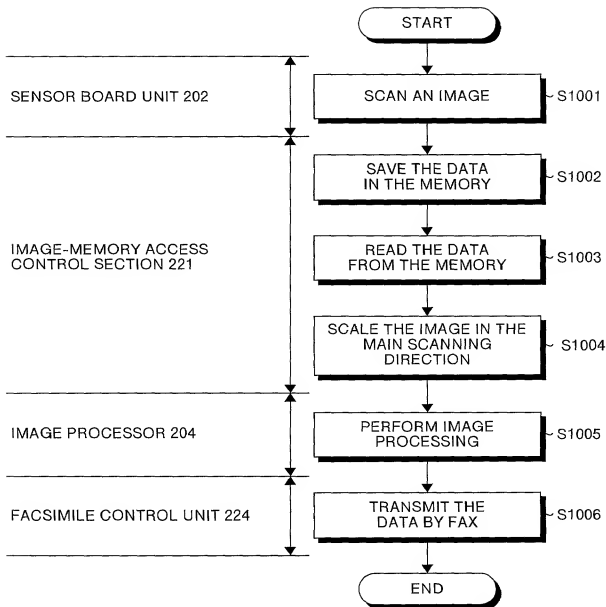 START
SENSOR BOARD UNIT 202
SCAN AN IMAGE
S1001
SAVE THE DATA
IN THE MEMORY
S1002
IMAGE-MEMORY ACCESS
CONTROL SECTION 221
READ THE DATA
FROM THE MEMORY
S1003
SCALE THE IMAGE IN THE
MAIN SCANNING
DIRECTION
S1004
IMAGE PROCESSOR 204
PERFORM IMAGE
PROCESSING
S1005
FACSIMILE CONTROL UNIT 224
TRANSMIT THE
DATA BY FAX
S1006
END